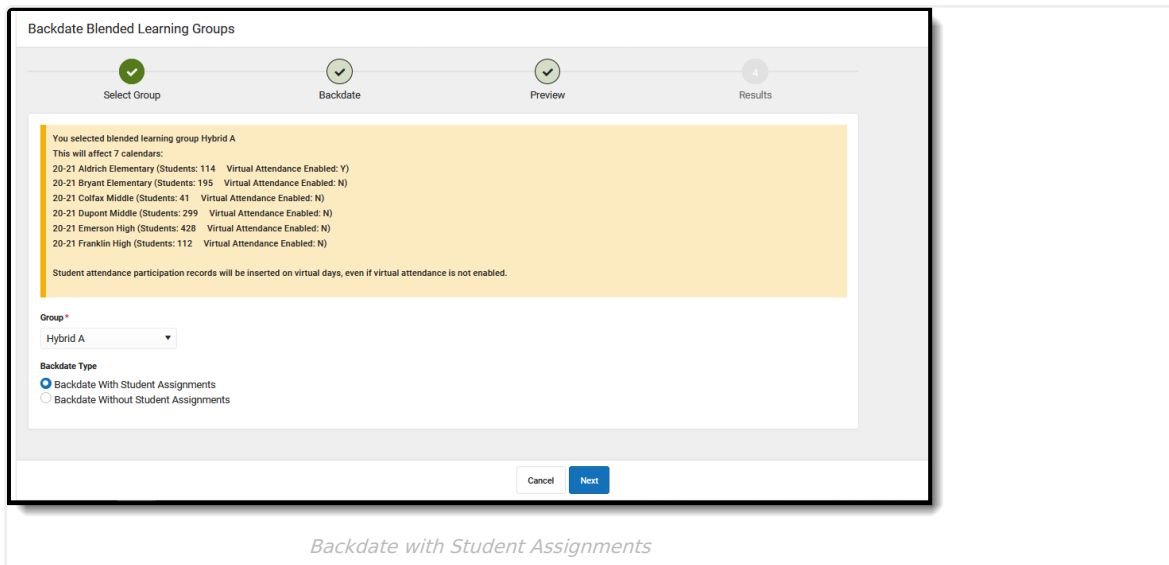 Backdate Blended Learning Groups
Select Group
Backdate
Preview
4
Results
You selected blended learning group Hybrid A
This will affect 7 calendars:
20-21 Aldrich Elementary (Students: 114 Virtual Attendance Enabled: Y)
20-21 Bryant Elementary (Students: 195 Virtual Attendance Enabled: N)
20-21 Colfax Middle (Students: 41 Virtual Attendance Enabled: N)
20-21 Dupont Middle (Students: 299 Virtual Attendance Enabled: N)
20-21 Emerson High (Students: 428 Virtual Attendance Enabled: N)
20-21 Franklin High (Students: 112 Virtual Attendance Enabled: N)
Student attendance participation records will be inserted on virtual days, even if virtual attendance is not enabled.
Group *
Hybrid A
Backdate Type
Backdate With Student Assignments
Backdate Without Student Assignments
Cancel Next
Backdate with Student Assignments